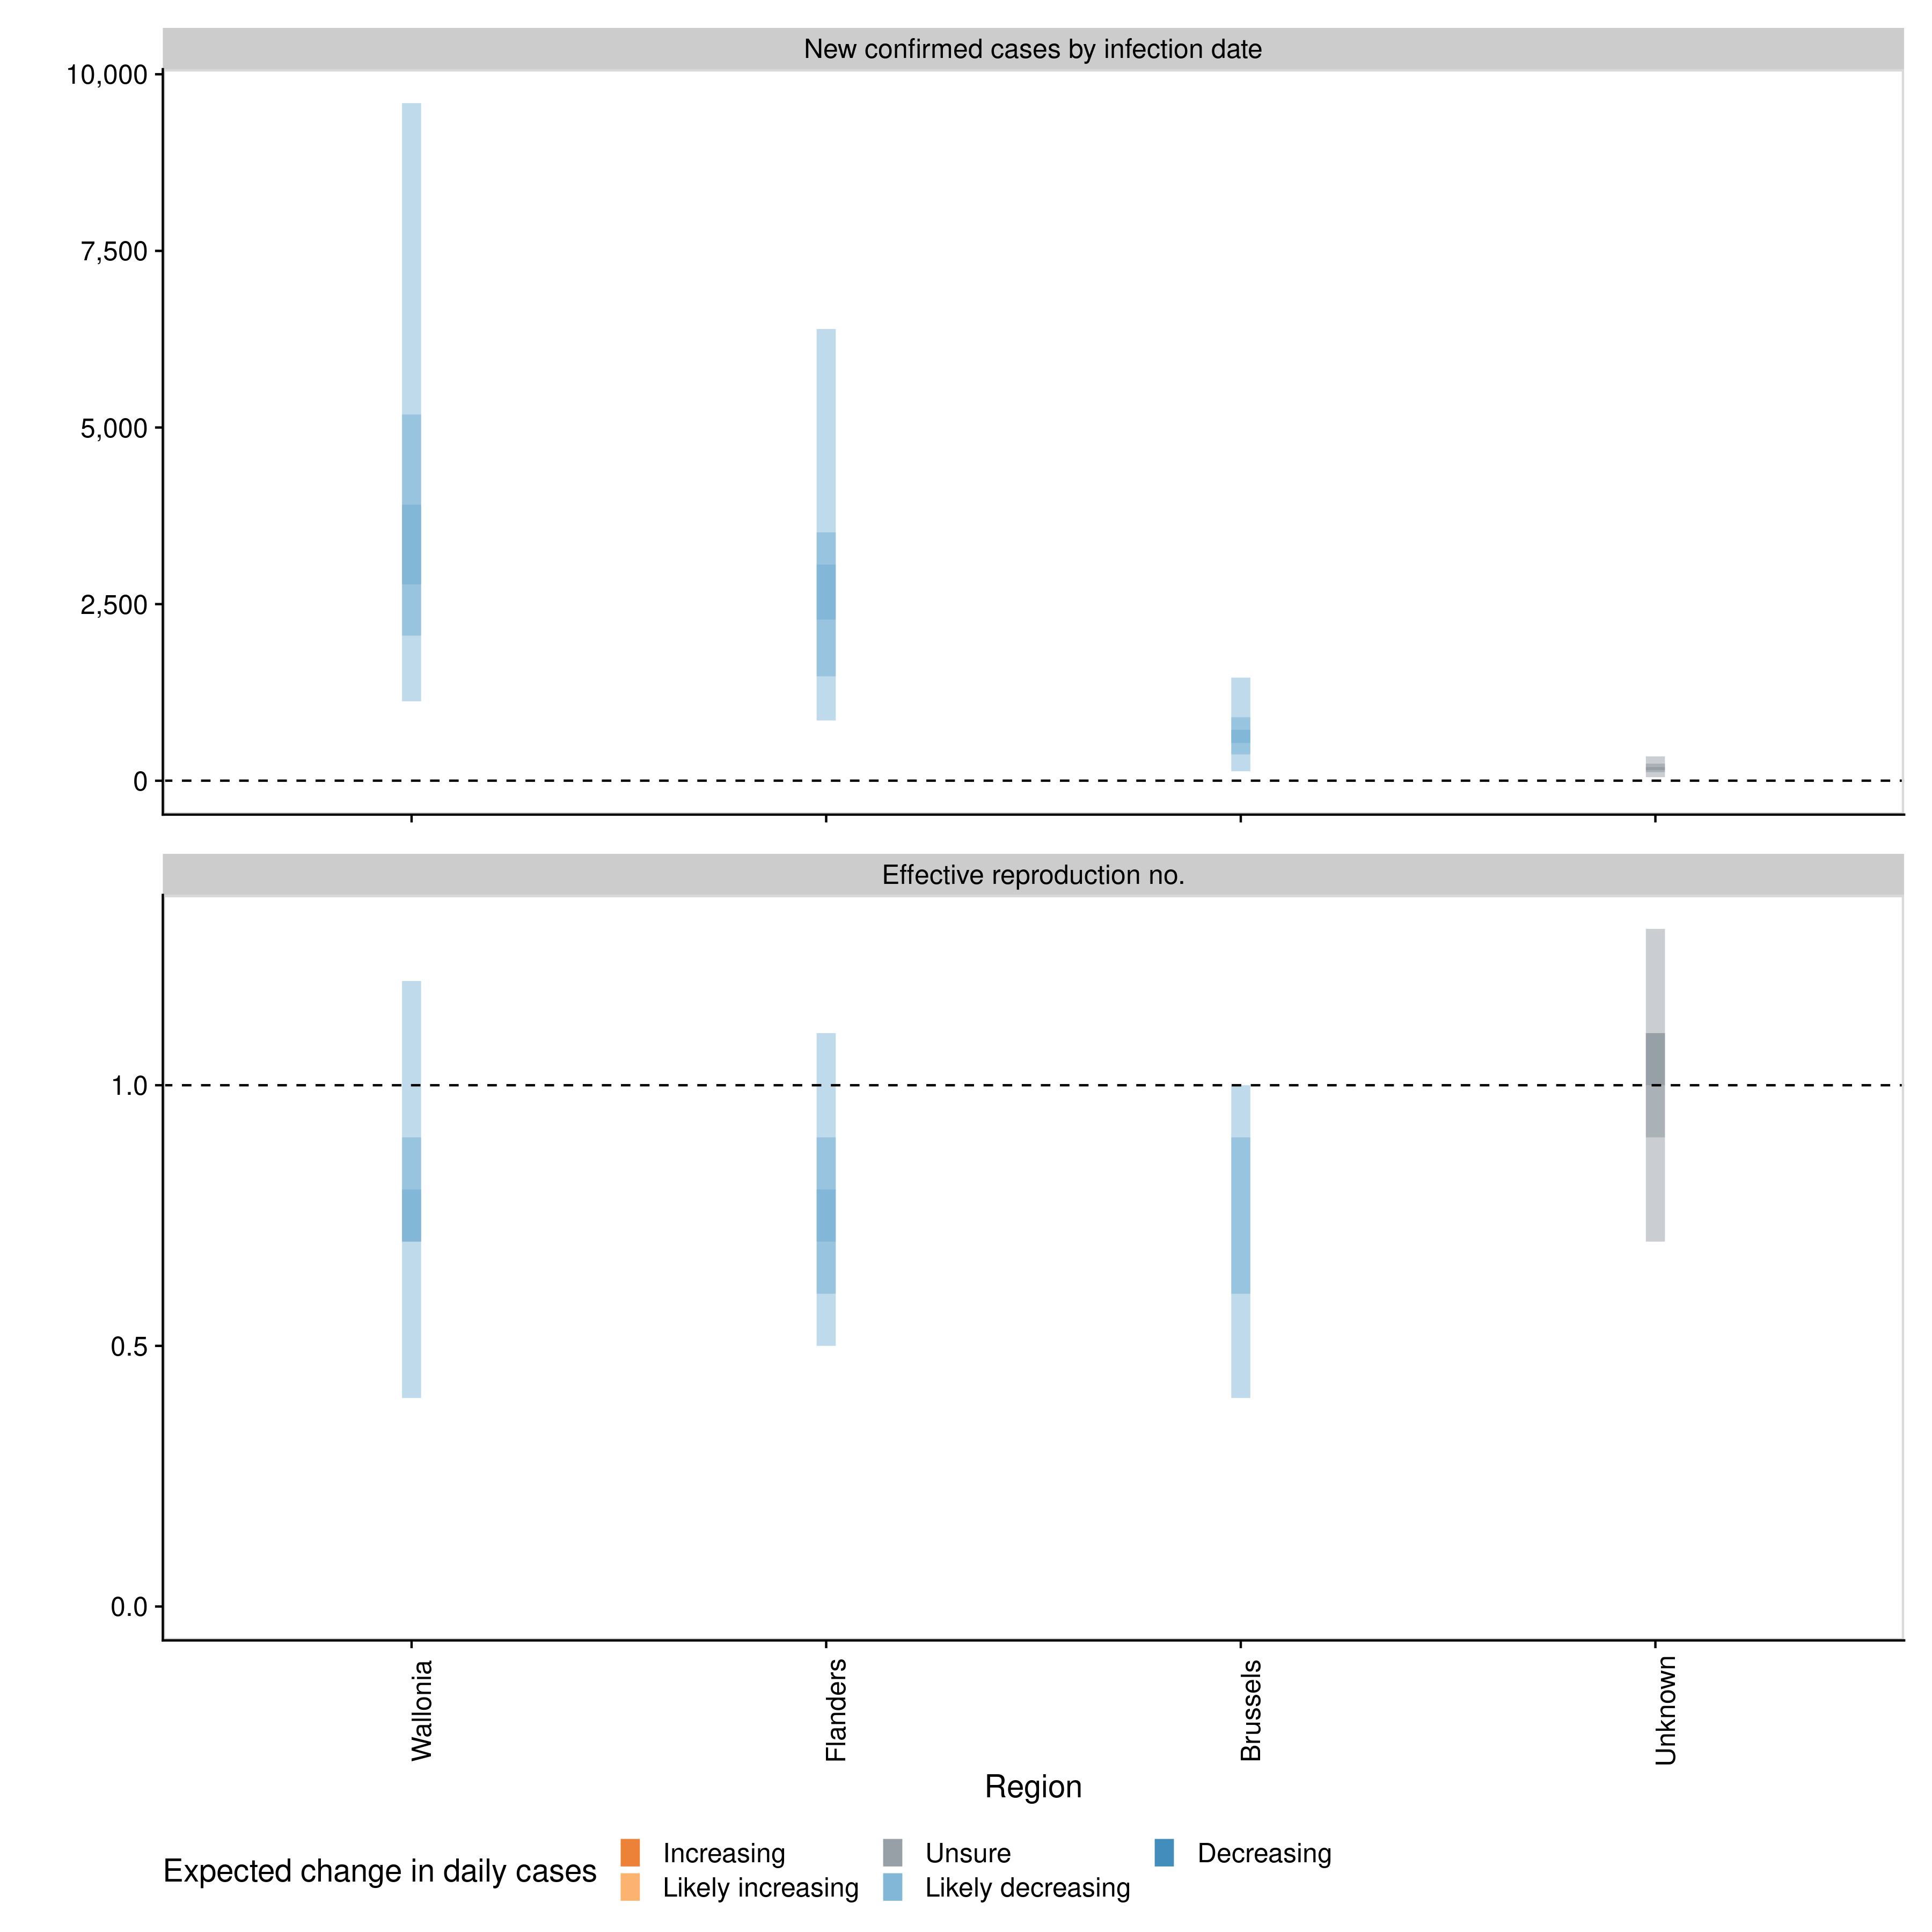 New confirmed cases by infection date
10,000
7,500
5,000
2,500
0
Effective reproduction no.
1.0
0.5
0.0
Wallonia
Flanders
Brussels
Unknown
Region
Expected change in daily cases
Increasing
Unsure
Decreasing
Likely increasing
Likely decreasing